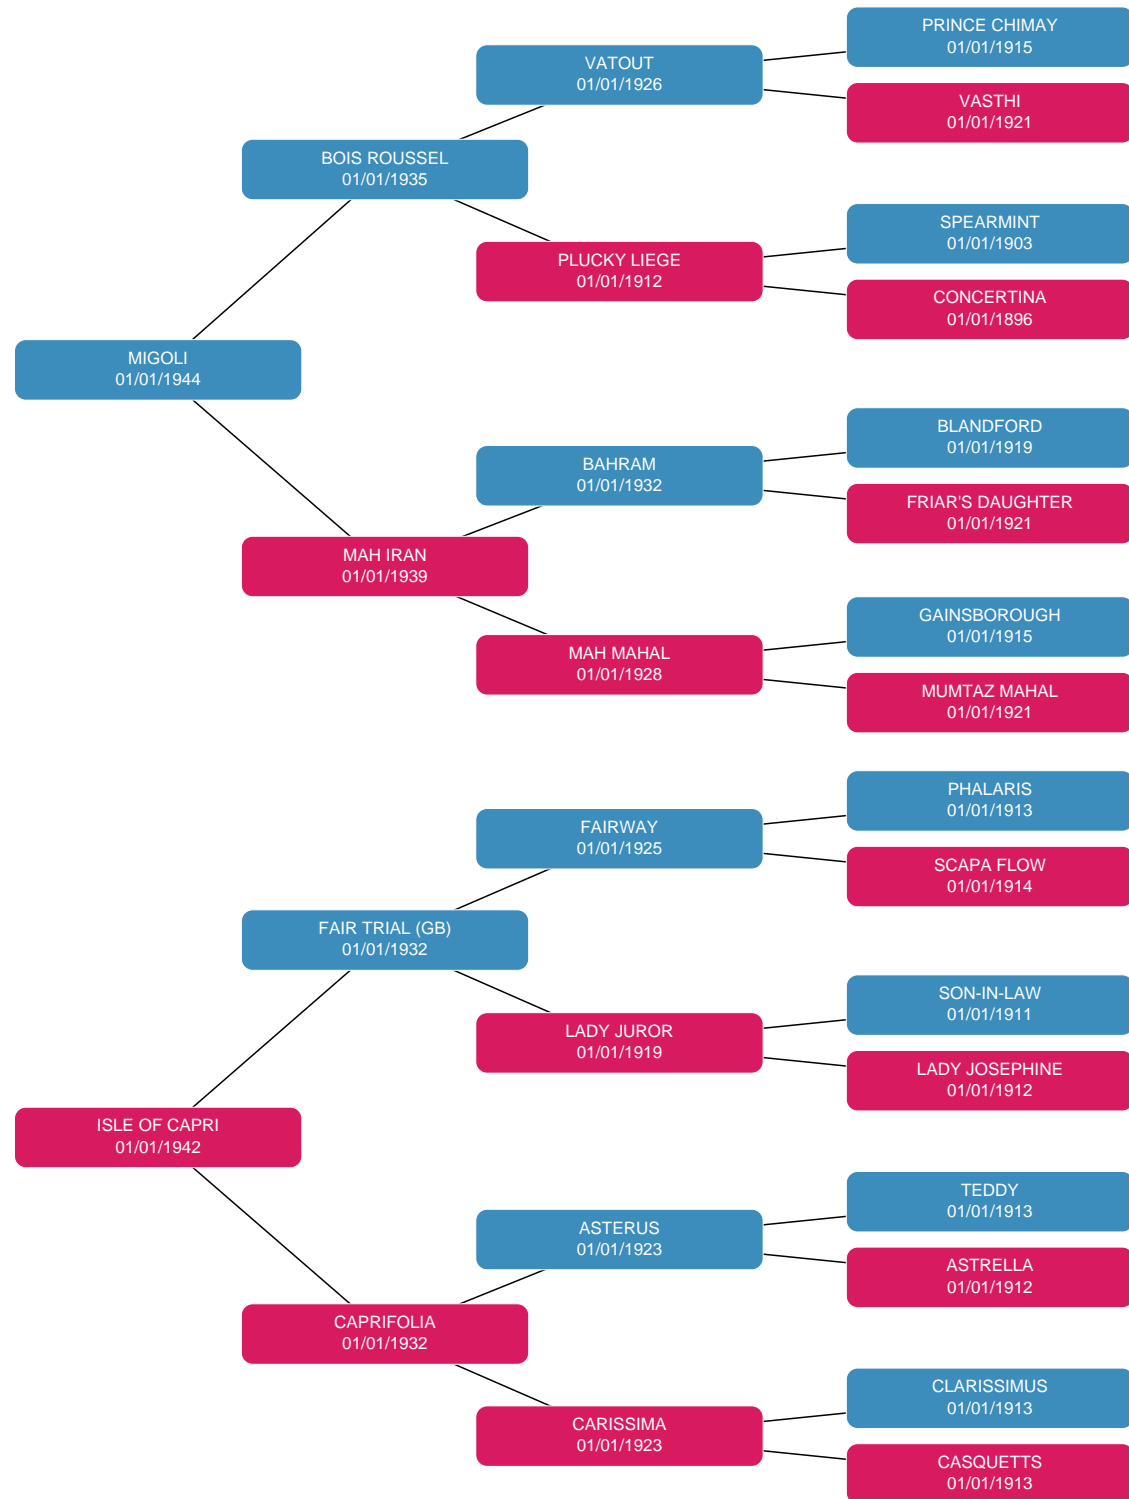 PRINCE CHIMAY
01/01/1915
VATOUT
01/01/1926
VASTHI
01/01/1921
BOIS ROUSSEL
01/01/1935
SPEARMINT
01/01/1903
PLUCKY LIEGE
01/01/1912
CONCERTINA
01/01/1896
MIGOLI
01/01/1944
BLANDFORD
01/01/1919
BAHRAM
01/01/1932
FRIAR'S DAUGHTER
01/01/1921
MAH IRAN
01/01/1939
GAINSBOROUGH
01/01/1915
MAH MAHAL
01/01/1928
MUMTAZ MAHAL
01/01/1921
PHALARIS
01/01/1913
FAIRWAY
01/01/1925
SCAPA FLOW
01/01/1914
FAIR TRIAL (GB)
01/01/1932
SON-IN-LAW
01/01/1911
LADY JUROR
01/01/1919
LADY JOSEPHINE
01/01/1912
ISLE OF CAPRI
01/01/1942
TEDDY
01/01/1913
ASTERUS
01/01/1923
ASTRELLA
01/01/1912
CAPRIFOLIA
01/01/1932
CLARISSIMUS
01/01/1913
CARISSIMA
01/01/1923
CASQUETTS
01/01/1913